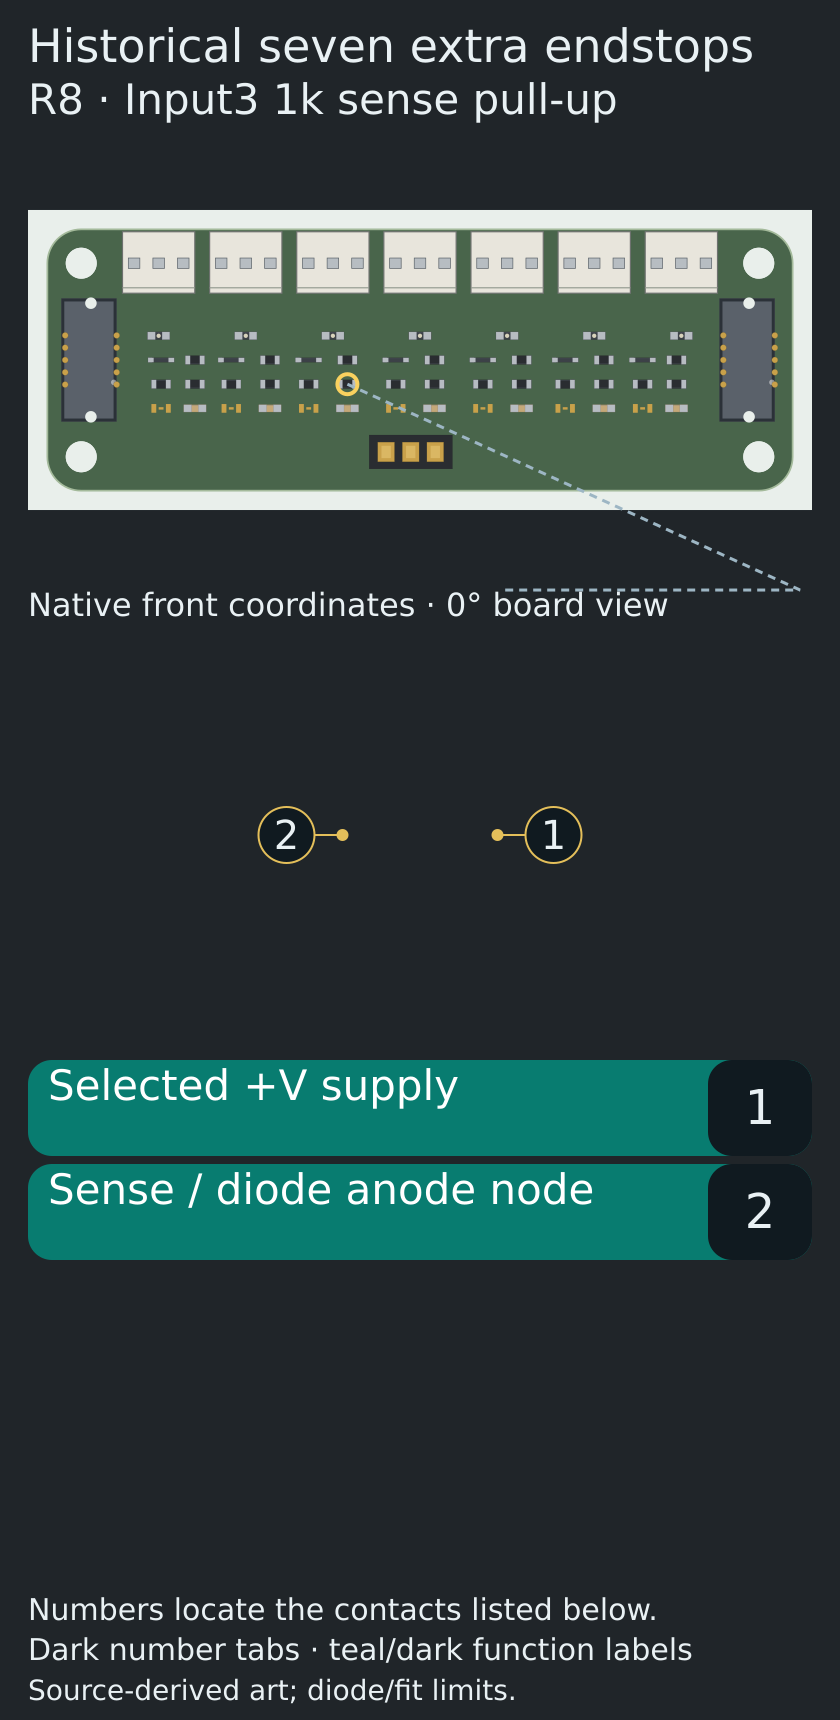 Historical seven extra endstops
R8 · Input3 1k sense pull-up
Native front coordinates · 0° board view
2 1
Selected +V supply 1
Sense / diode anode node 2
Numbers locate the contacts listed below.
Dark number tabs · teal/dark function labels
Source-derived art; diode/fit limits.